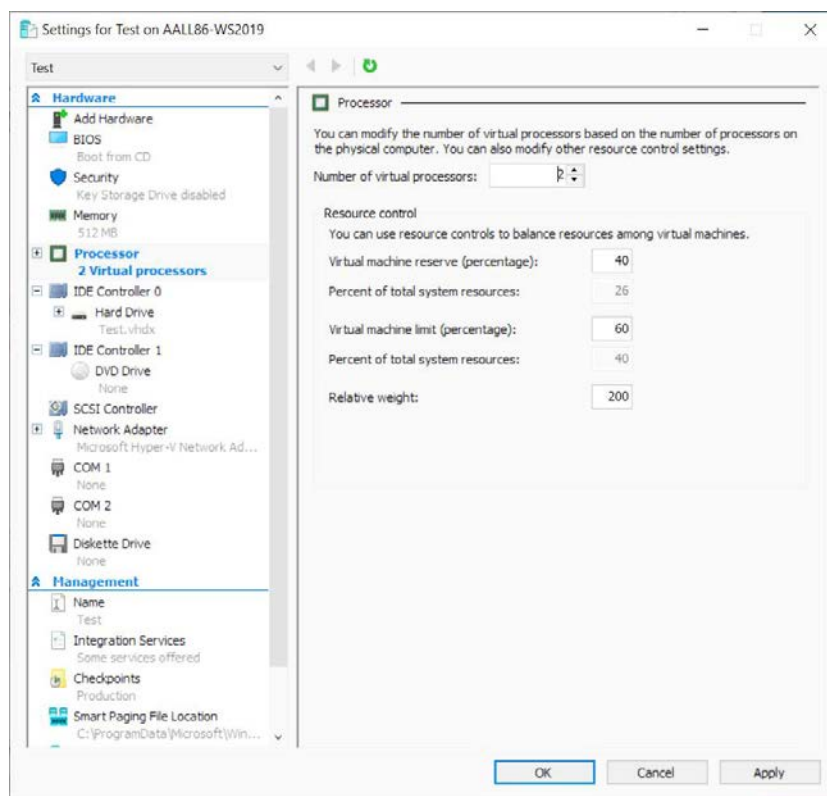 Settings for Test on AALL86-WS2019
Test
Hardware
Add Hardware
BIOS
Boot from CD
Security
Key Storage Drive disabled
Memory
512 MB
Processor
2 Virtual processors
IDE Controller 0
Hard Drive
Test.vhdx
IDE Controller 1
DVD Drive
None
SCSI Controller
Network Adapter
Microsoft Hyper-V Network Ad...
COM 1
None
COM 2
None
Diskette Drive
None
Management
Name
Test
Integration Services
Some services offered
Checkpoints
Production
Smart Paging File Location
C:\ProgramData\Microsoft\Win...
Processor
You can modify the number of virtual processors based on the number of processors on
the physical computer. You can also modify other resource control settings.
Number of virtual processors: 2
Resource control
You can use resource controls to balance resources among virtual machines.
Virtual machine reserve (percentage): 40
Percent of total system resources: 26
Virtual machine limit (percentage): 60
Percent of total system resources: 40
Relative weight: 200
OK Cancel Apply